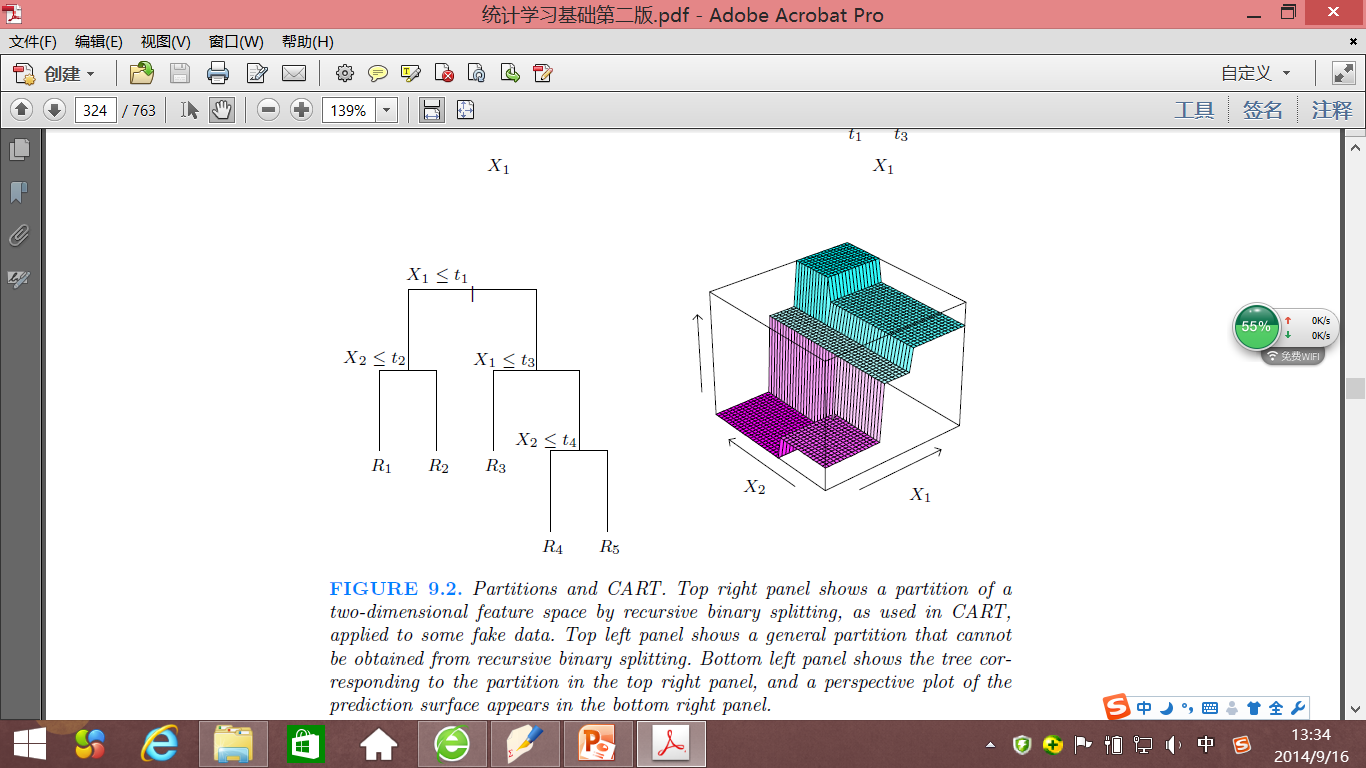 统计学习基础第二版.pdf - Adobe Acrobat Pro
文件(F) 编辑(E) 视图(V) 窗口(W) 帮助(H)
创建 自定义
324 / 763 139% 工具 签名 注释
t1 t3
X1 X1
X1 ≤ t1
X2 ≤ t2 X1 ≤ t3
X2 ≤ t4
R1 R2 R3
R4 R5
X2 X1
55% 0K/s
0K/s
免费WIFI
FIGURE 9.2. Partitions and CART. Top right panel shows a partition of a
two-dimensional feature space by recursive binary splitting, as used in CART,
applied to some fake data. Top left panel shows a general partition that cannot
be obtained from recursive binary splitting. Bottom left panel shows the tree cor-
responding to the partition in the top right panel, and a perspective plot of the
prediction surface appears in the bottom right panel.
中 全
中 13:34
2014/9/16